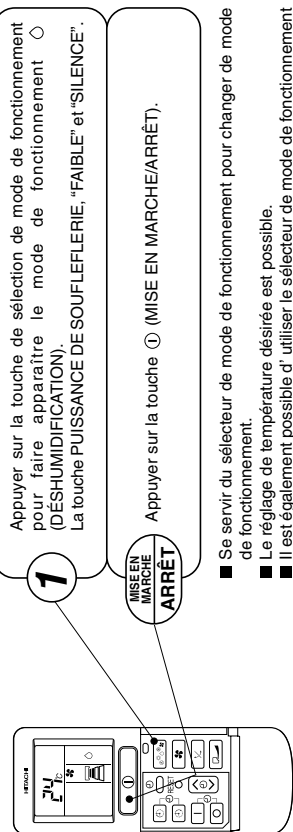 Appuyer sur la touche de sélection de mode de fonctionnement
pour faire apparaître le mode de fonctionnement
(DÉSHUMIDIFICATION).
La touche PUISSANCE DE SOUFLEFLERIE, “FAIBLE” et “SILENCE”.
1
Appuyer sur la touche (MISE EN MARCHE/ARRÊT).
MISE EN
MARCHE
ARRÊT
■ Se servir du sélecteur de mode de fonctionnement pour changer de mode
de fonctionnement.
■ Le réglage de température désirée est possible.
■ Il est également possible d’ utiliser le sélecteur de mode de fonctionnement
HITACHI
24°C
RESET